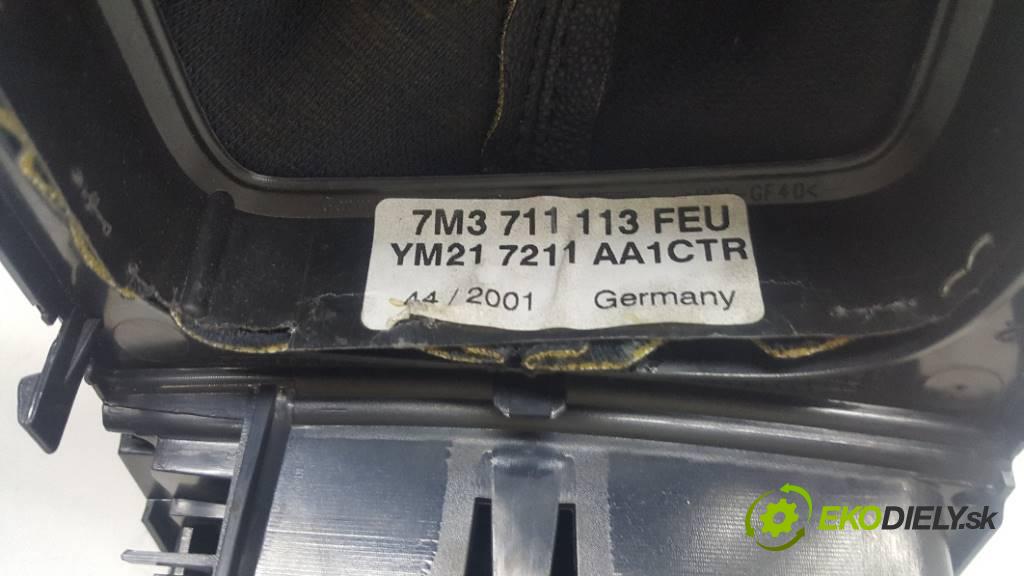 GF40<
7M3 711 113 FEU
YM21 7211 AA1CTR
44/2001 Germany
EKODIELY.sk